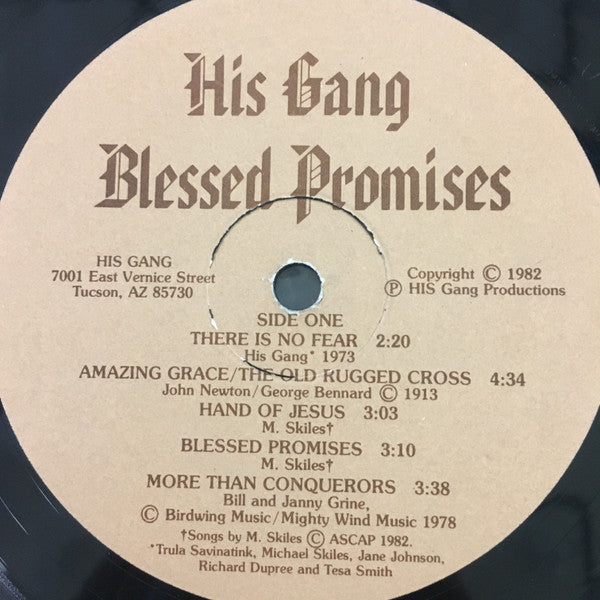 His Gang
Blessed Promises
HIS GANG
7001 East Vernice Street
Tucson, AZ 85730
Copyright © 1982
Ⓟ HIS Gang Productions
SIDE ONE
THERE IS NO FEAR 2:20
His Gang* 1973
AMAZING GRACE/THE OLD RUGGED CROSS 4:34
John Newton/George Bennard © 1913
HAND OF JESUS 3:03
M. Skiles†
BLESSED PROMISES 3:10
M. Skiles†
MORE THAN CONQUERORS 3:38
Bill and Janny Grine,
© Birdwing Music/Mighty Wind Music 1978
†Songs by M. Skiles © ASCAP 1982.
*Trula Savinatink, Michael Skiles, Jane Johnson,
Richard Dupree and Tesa Smith